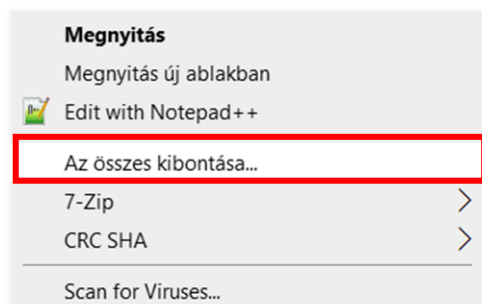 Megnyitás
Megnyitás új ablakban
Edit with Notepad++
Az összes kibontása...
7-Zip
CRC SHA
Scan for Viruses...